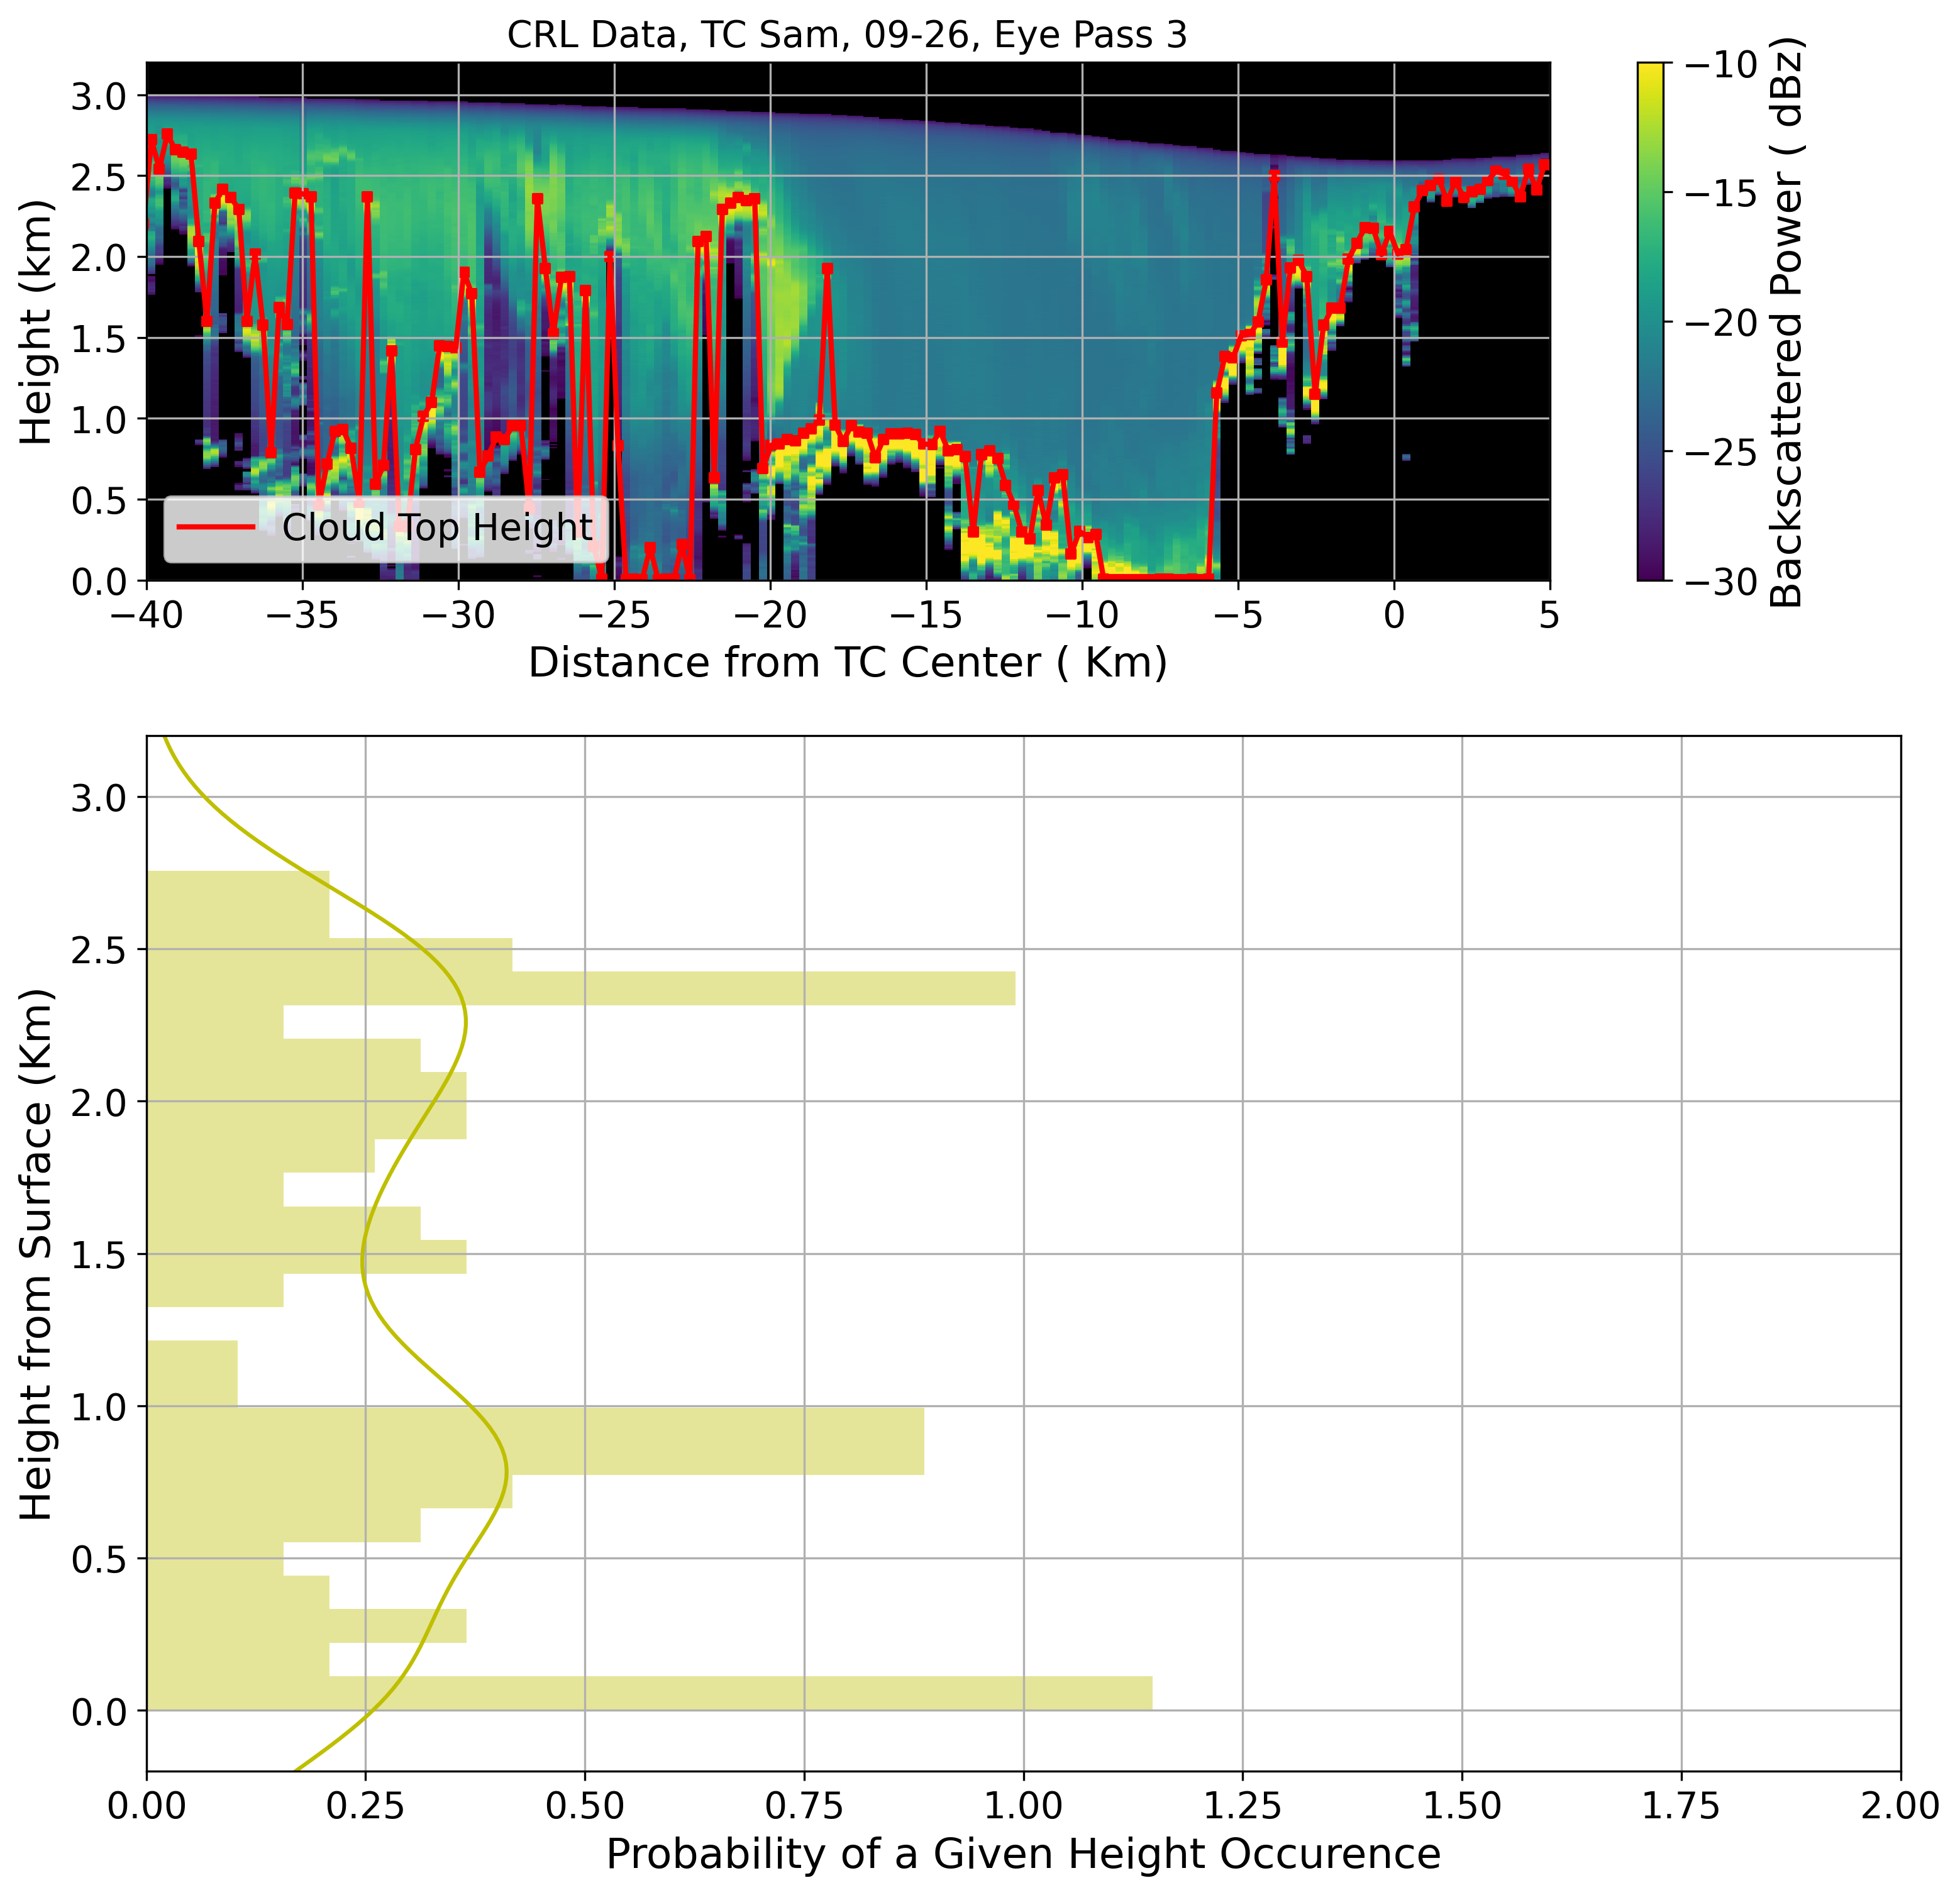 CRL Data, TC Sam, 09-26, Eye Pass 3
Height (km)
3.0
2.5
2.0
1.5
1.0
0.5
0.0
Cloud Top Height
−40 −35 −30 −25 −20 −15 −10 −5 0 5
Distance from TC Center ( Km)
−10
−15
−20
−25
−30
Backscattered Power ( dBz)
Height from Surface (Km)
3.0
2.5
2.0
1.5
1.0
0.5
0.0
0.00 0.25 0.50 0.75 1.00 1.25 1.50 1.75 2.00
Probability of a Given Height Occurence